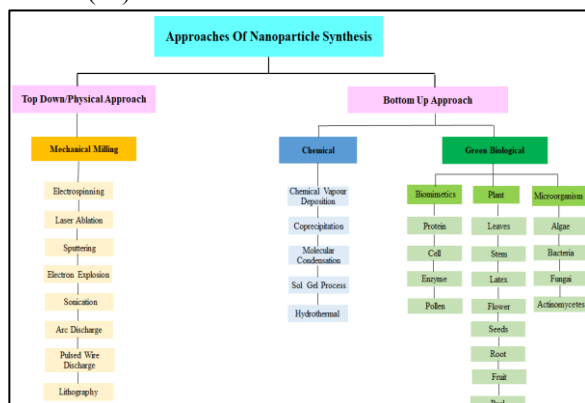 Approaches Of Nanoparticle Synthesis
Top Down/Physical Approach
Bottom Up Approach
Mechanical Milling
Chemical
Green Biological
Electrospinning
Laser Ablation
Sputtering
Electron Explosion
Sonication
Arc Discharge
Pulsed Wire
Discharge
Lithography
Chemical Vapour
Deposition
Coprecipitation
Molecular
Condensation
Sol Gel Process
Hydrothermal
Biomimetics
Protein
Cell
Enzyme
Pollen
Plant
Leaves
Stem
Latex
Flower
Seeds
Root
Fruit
Microorganism
Algae
Bacteria
Fungai
Actinomycetes